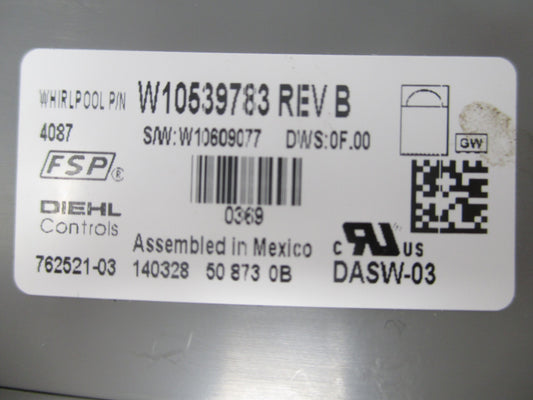 WHIRLPOOL P/N W10539783 REV B
4087 S/W:W10609077 DWS:0F.00
GW
FSP®
0369
DIEHL
Controls
Assembled in Mexico C RU US
762521-03 140328 50 873 0B DASW-03